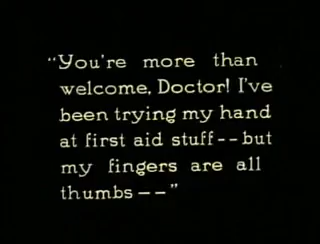 "You're more than
welcome, Doctor! I've
been trying my hand
at first aid stuff--but
my fingers are all
thumbs--"